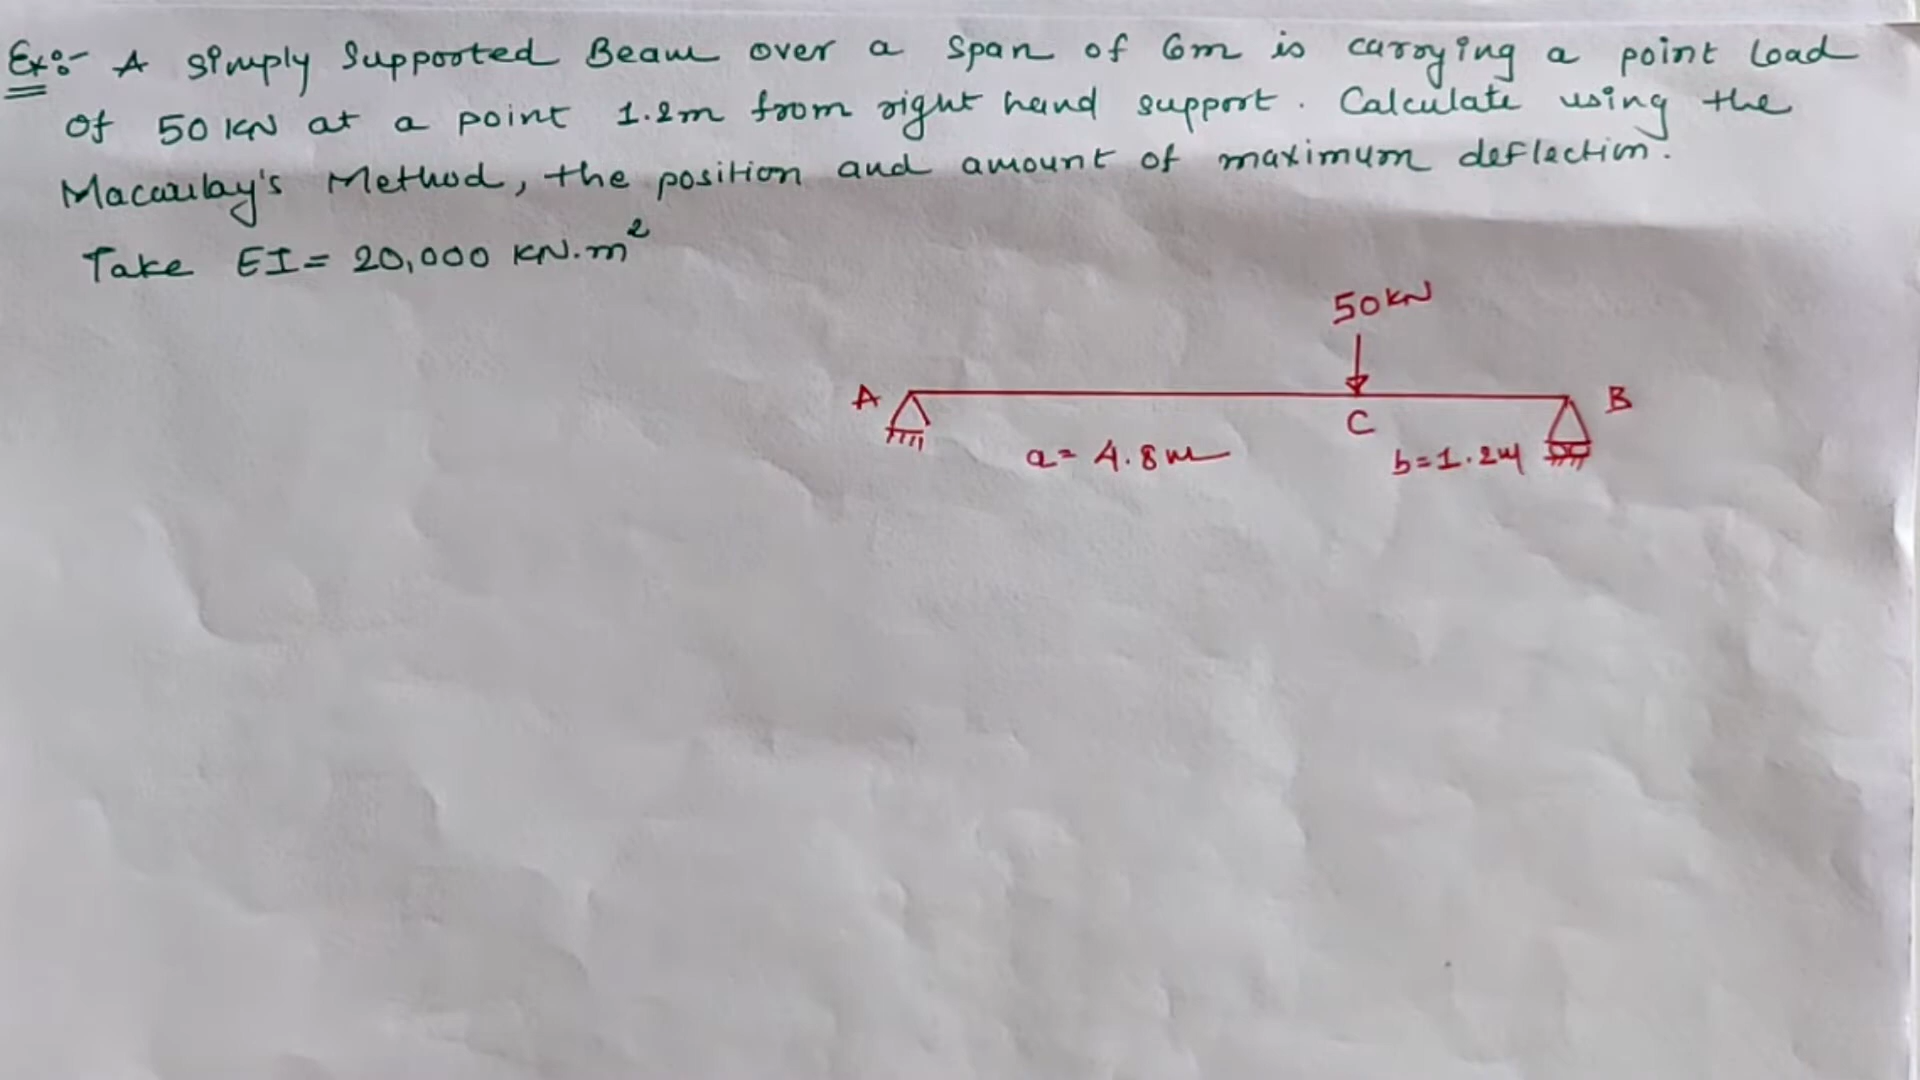 Ex:- A simply Supported Beam over a span of 6m is carrying a point Load
of 50 KN at a point 1.2m from right hand support. Calculate using the
Macaulay's Method, the position and amount of maximum deflection.
Take EI = 20,000 KN.m²
50 KN
A
B
C
a = 4.8m
b = 1.2m